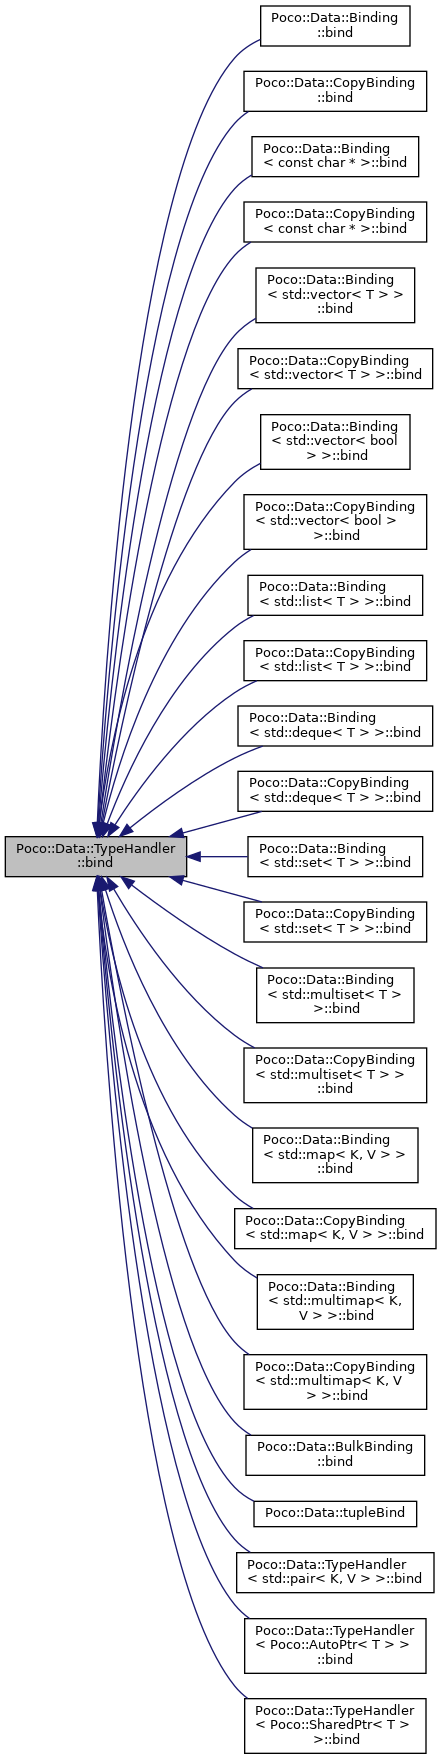 Poco::Data::Binding
::bind
Poco::Data::CopyBinding
::bind
Poco::Data::Binding
< const char * >::bind
Poco::Data::CopyBinding
< const char * >::bind
Poco::Data::Binding
< std::vector< T > >
::bind
Poco::Data::CopyBinding
< std::vector< T > >::bind
Poco::Data::Binding
< std::vector< bool
> >::bind
Poco::Data::CopyBinding
< std::vector< bool >
>::bind
Poco::Data::Binding
< std::list< T > >::bind
Poco::Data::CopyBinding
< std::list< T > >::bind
Poco::Data::Binding
< std::deque< T > >::bind
Poco::Data::CopyBinding
< std::deque< T > >::bind
Poco::Data::TypeHandler
::bind
Poco::Data::Binding
< std::set< T > >::bind
Poco::Data::CopyBinding
< std::set< T > >::bind
Poco::Data::Binding
< std::multiset< T >
>::bind
Poco::Data::CopyBinding
< std::multiset< T > >
::bind
Poco::Data::Binding
< std::map< K, V > >
::bind
Poco::Data::CopyBinding
< std::map< K, V > >::bind
Poco::Data::Binding
< std::multimap< K,
V > >::bind
Poco::Data::CopyBinding
< std::multimap< K, V
> >::bind
Poco::Data::BulkBinding
::bind
Poco::Data::tupleBind
Poco::Data::TypeHandler
< std::pair< K, V > >::bind
Poco::Data::TypeHandler
< Poco::AutoPtr< T > >
::bind
Poco::Data::TypeHandler
< Poco::SharedPtr< T >
>::bind